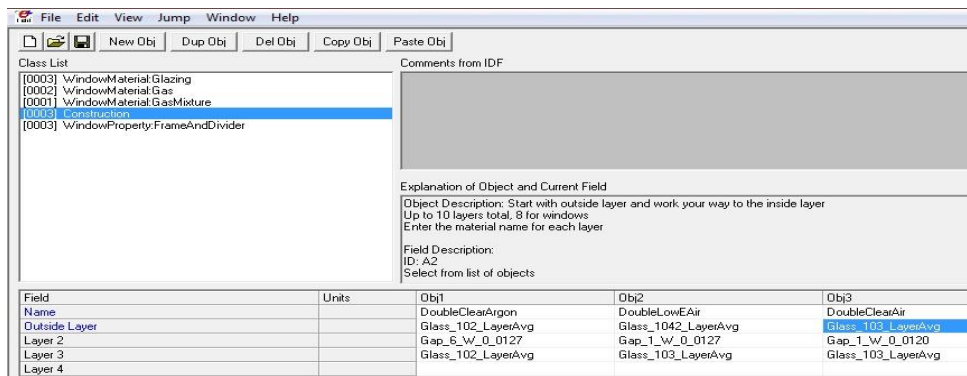 File Edit View Jump Window Help
New Obj Dup Obj Del Obj Copy Obj Paste Obj
Class List
[0003] WindowMaterial:Glazing
[0002] WindowMaterial:Gas
[0001] WindowMaterial:GasMixture
[0003] Construction
[0003] WindowProperty:FrameAndDivider
Comments from IDF
Explanation of Object and Current Field
Object Description: Start with outside layer and work your way to the inside layer
Up to 10 layers total, 8 for windows
Enter the material name for each layer
Field Description:
ID: A2
Select from list of objects
Field Units Obj1 Obj2 Obj3
Name DoubleClearArgon DoubleLowEAir DoubleClearAir
Outside Layer Glass_102_LayerAvg Glass_1042_LayerAvg Glass_103_LayerAvg
Layer 2 Gap_6_W_0_0127 Gap_1_W_0_0127 Gap_1_W_0_0120
Layer 3 Glass_102_LayerAvg Glass_103_LayerAvg Glass_103_LayerAvg
Layer 4